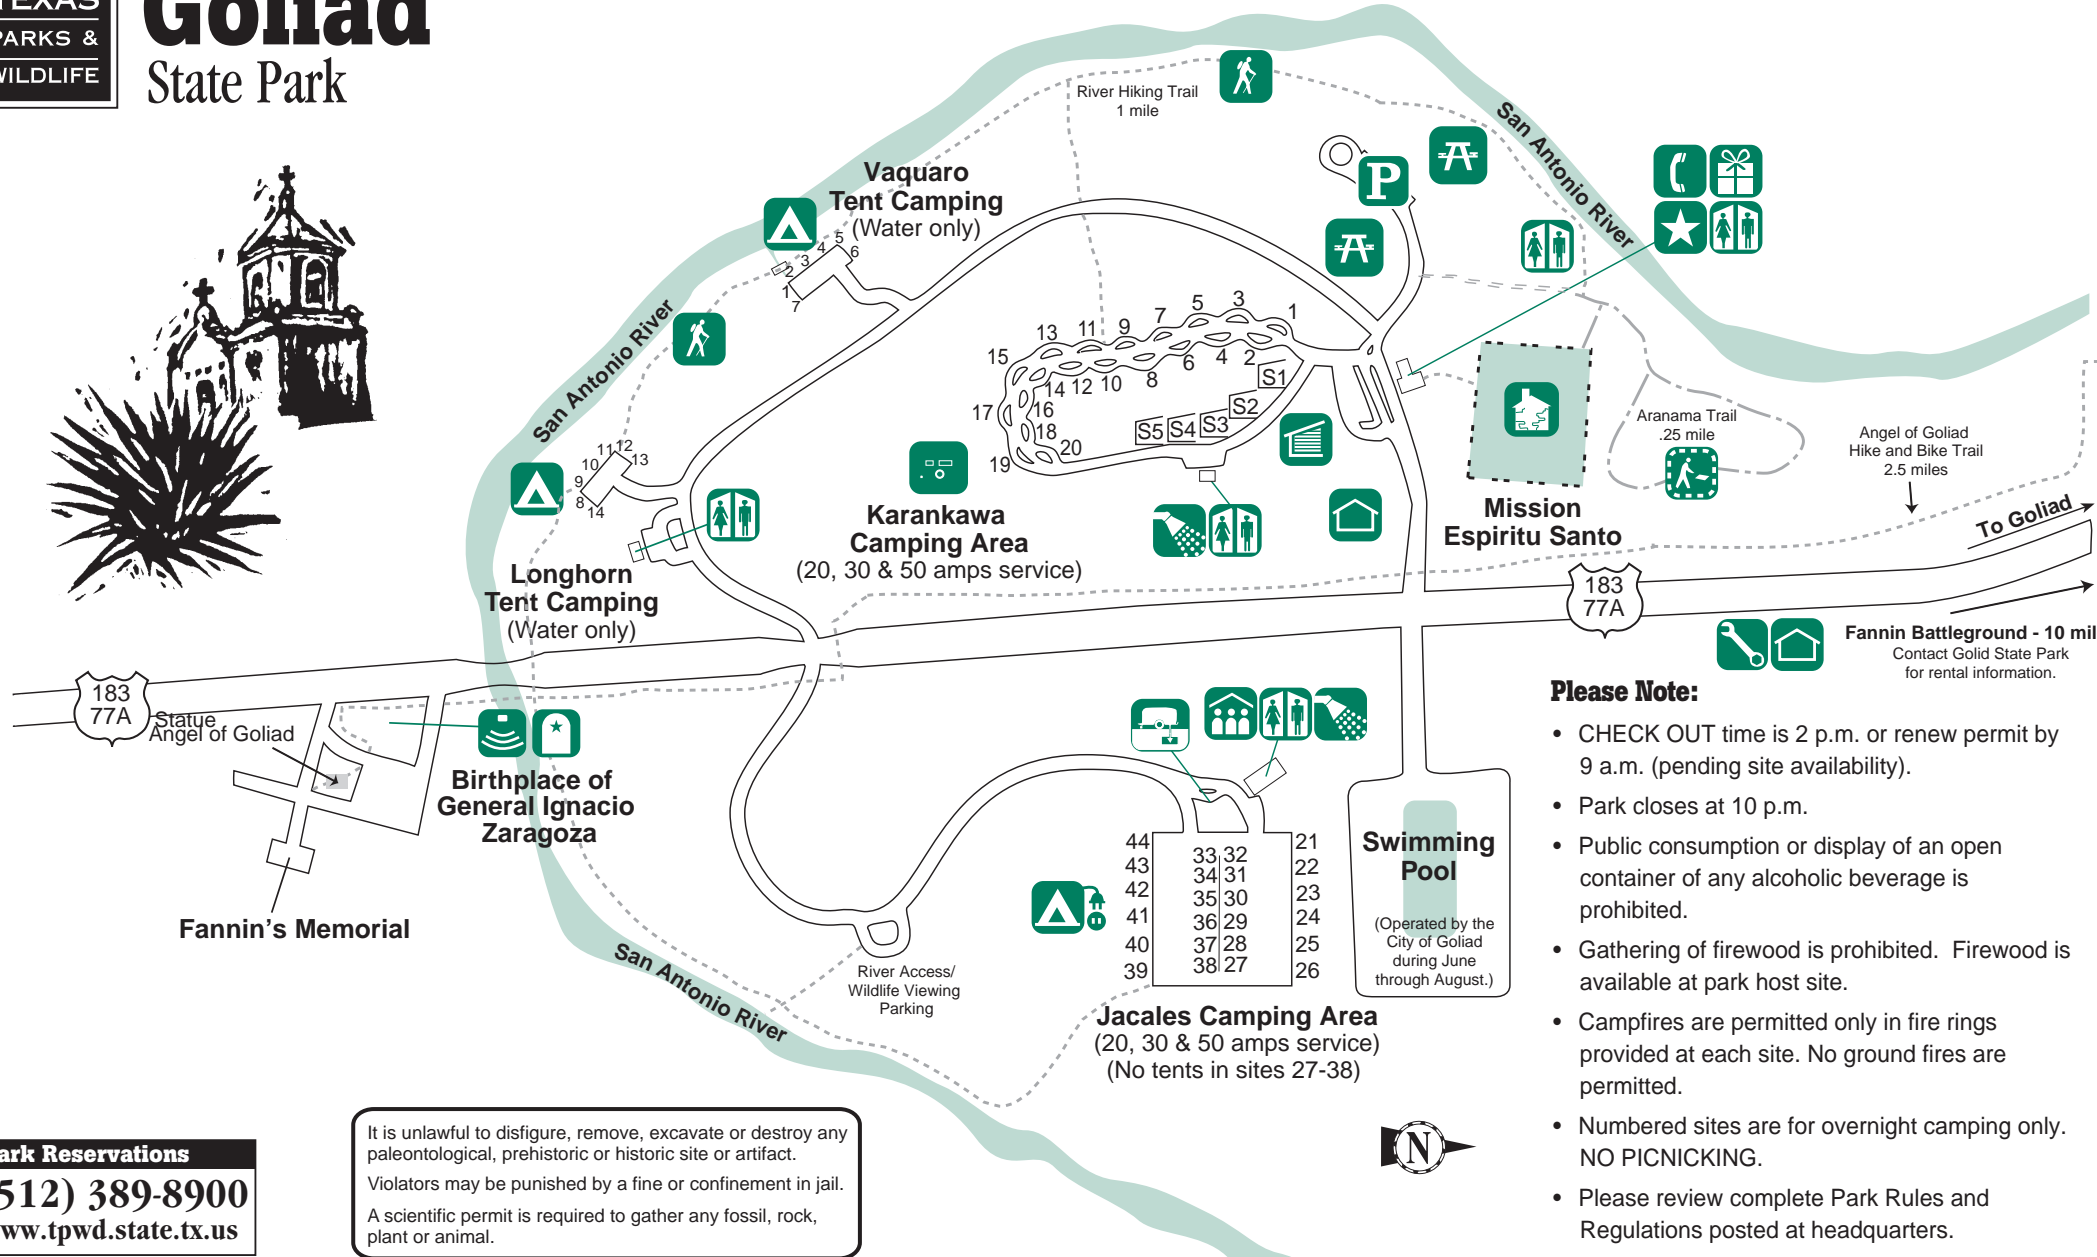 TEXAS
PARKS &
WILDLIFE
Goliad
State Park
River Hiking Trail
1 mile
San Antonio River
P
Vaquaro
Tent Camping
(Water only)
1
2
3
4
5
6
7
San Antonio River
1
3
5
7
9
11
13
15
17
19
2
4
6
8
10
12
14
16
18
20
S1
S2
S3
S4
S5
Karankawa
Camping Area
(20, 30 & 50 amps service)
8
9
10
11
12
13
14
Longhorn
Tent Camping
(Water only)
Mission
Espiritu Santo
Aranama Trail
.25 mile
Angel of Goliad
Hike and Bike Trail
2.5 miles
To Goliad
183
77A
Fannin Battleground - 10 mil
Contact Golid State Park
for rental information.
183
77A
Statue
Angel of Goliad
Birthplace of
General Ignacio
Zaragoza
Fannin's Memorial
San Antonio River
River Access/
Wildlife Viewing
Parking
44
43
42
41
40
39
33 32
34 31
35 30
36 29
37 28
38 27
21
22
23
24
25
26
Jacales Camping Area
(20, 30 & 50 amps service)
(No tents in sites 27-38)
Swimming
Pool
(Operated by the
City of Goliad
during June
through August.)
N
Please Note:
• CHECK OUT time is 2 p.m. or renew permit by
9 a.m. (pending site availability).
• Park closes at 10 p.m.
• Public consumption or display of an open
container of any alcoholic beverage is
prohibited.
• Gathering of firewood is prohibited. Firewood is
available at park host site.
• Campfires are permitted only in fire rings
provided at each site. No ground fires are
permitted.
• Numbered sites are for overnight camping only.
NO PICNICKING.
• Please review complete Park Rules and
Regulations posted at headquarters.
It is unlawful to disfigure, remove, excavate or destroy any
paleontological, prehistoric or historic site or artifact.
Violators may be punished by a fine or confinement in jail.
A scientific permit is required to gather any fossil, rock,
plant or animal.
ark Reservations
512) 389-8900
ww.tpwd.state.tx.us